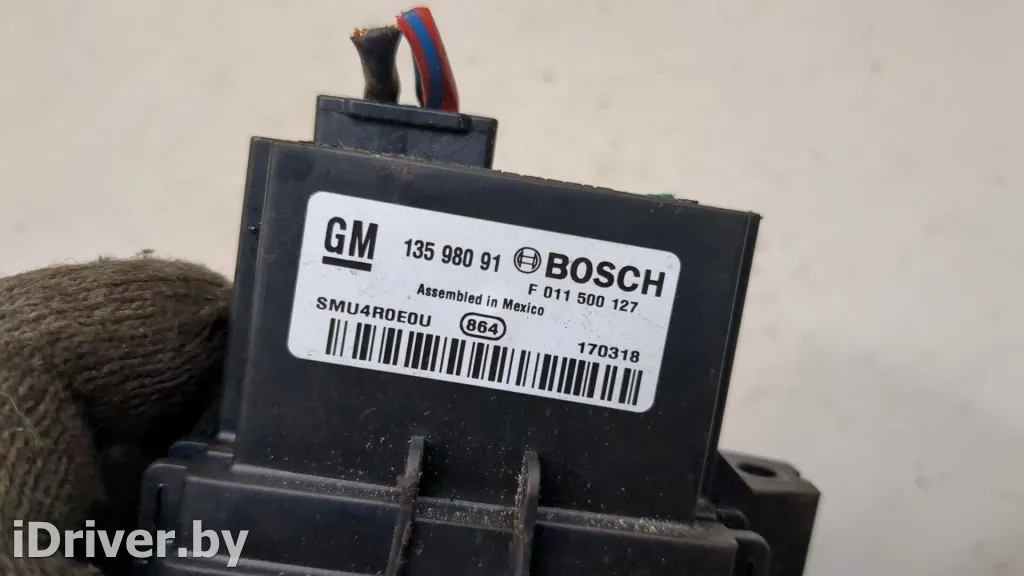 GM 135 980 91 BOSCH
F 011 500 127
Assembled in Mexico
SMU4R0E0U 864 170318
iDriver.by